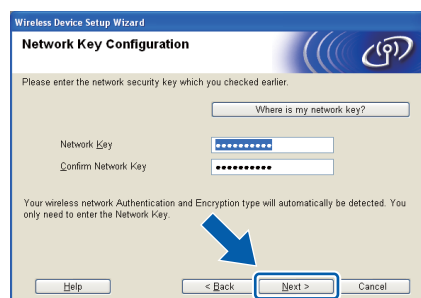 Wireless Device Setup Wizard
Network Key Configuration
Please enter the network security key which you checked earlier.
Where is my network key?
Network Key
••••••••••
Confirm Network Key
••••••••••
Your wireless network Authentication and Encryption type will automatically be detected. You
only need to enter the Network Key.
Help
< Back
Next >
Cancel